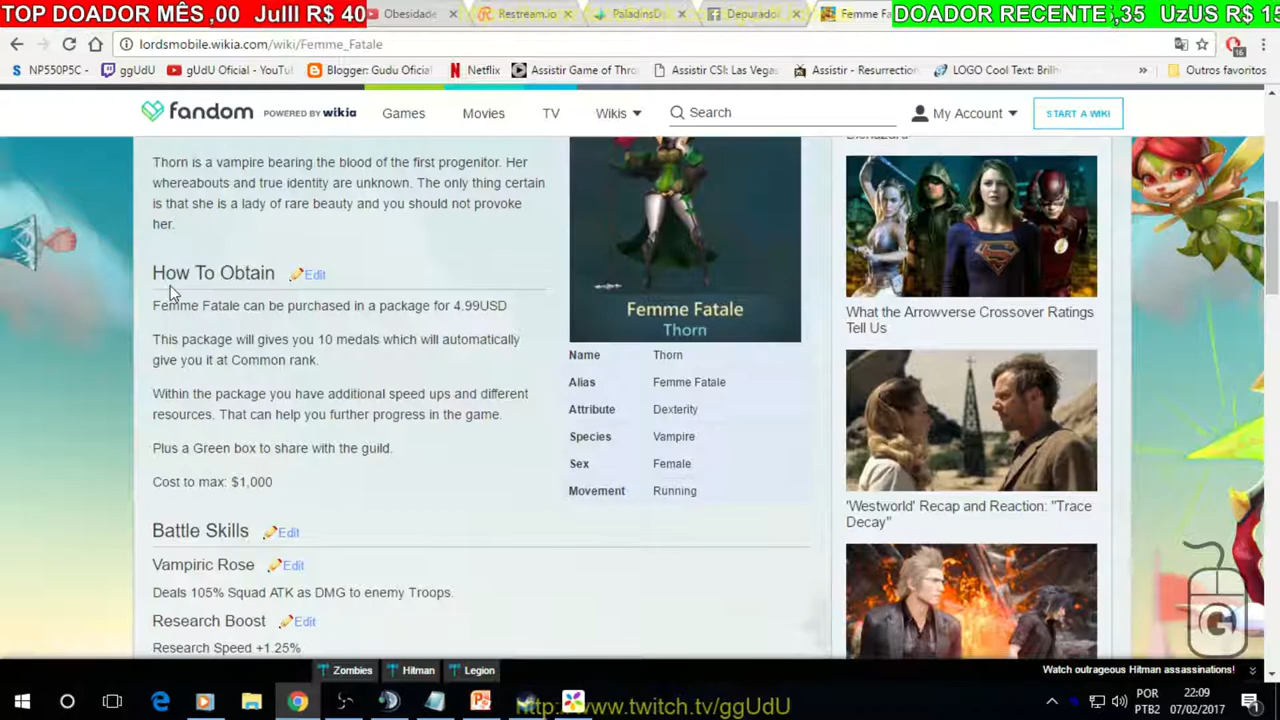 TOP DOADOR MÊS ,00 Julll R$ 40
Obesidade
Restream.io
Depurador
Femme Fa
DOADOR RECENTE ,35 UzUS R$ 15
lordsmobile.wikia.com/wiki/Femme_Fatale
16
NP550P5C -
ggUdU
gUdU Oficial - YouTu
Blogger: Gudu Oficial
Netflix
Assistir Game of Thro
Assistir CSI: Las Vegas
Assistir - Resurrection
LOGO Cool Text: Brilh
»
Outros favoritos
fandom POWERED BY wikia
Games
Movies
TV
Wikis
Search
My Account
START A WIKI
Thorn is a vampire bearing the blood of the first progenitor. Her
whereabouts and true identity are unknown. The only thing certain
is that she is a lady of rare beauty and you should not provoke
her.
How To Obtain Edit
Femme Fatale can be purchased in a package for 4.99USD
This package will gives you 10 medals which will automatically
give you it at Common rank.
Within the package you have additional speed ups and different
resources. That can help you further progress in the game.
Plus a Green box to share with the guild.
Cost to max: $1,000
Femme Fatale
Thorn
Name Thorn
Alias Femme Fatale
Attribute Dexterity
Species Vampire
Sex Female
Movement Running
Battle Skills Edit
Vampiric Rose Edit
Deals 105% Squad ATK as DMG to enemy Troops.
Research Boost Edit
Research Speed +1.25%
What the Arrowverse Crossover Ratings
Tell Us
'Westworld' Recap and Reaction: "Trace
Decay"
Zombies
Hitman
Legion
Watch outrageous Hitman assassinations!
http://www.twitch.tv/ggUdU
POR
PTB2
22:09
07/02/2017
1